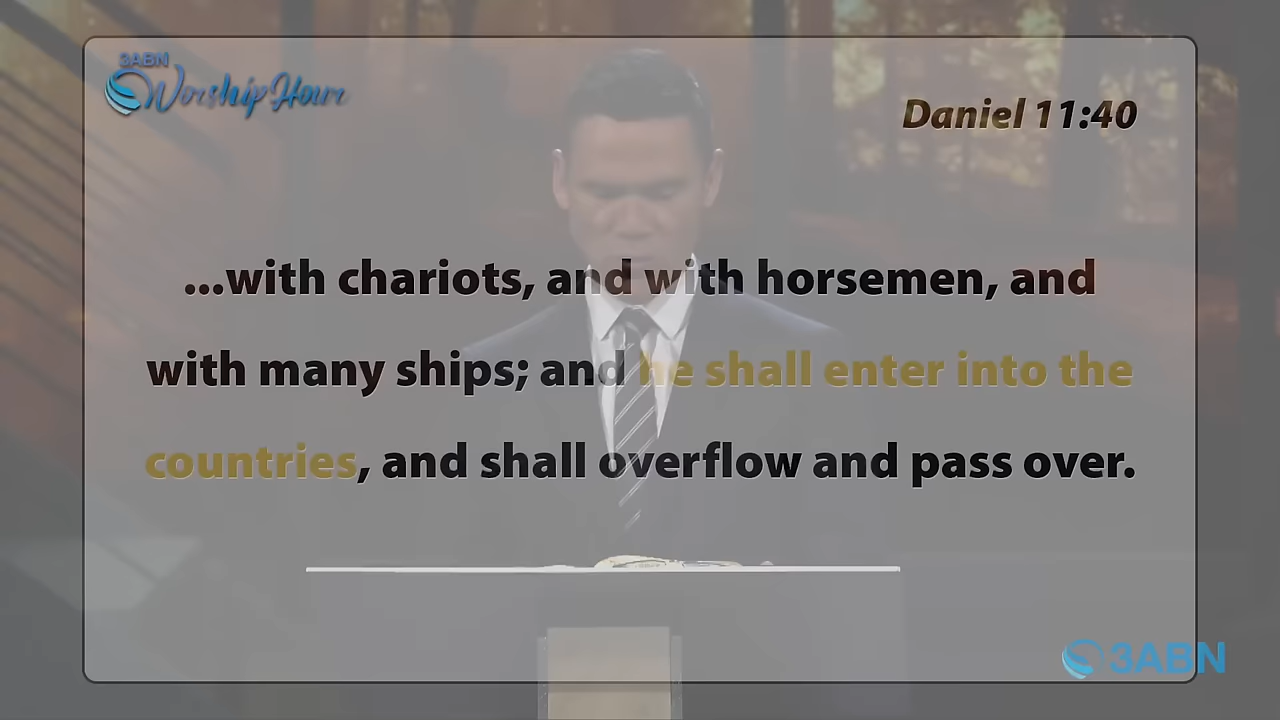 3ABN
Worship Hour
Daniel 11:40
...with chariots, and with horsemen, and
with many ships; and he shall enter into the
countries, and shall overflow and pass over.
3ABN